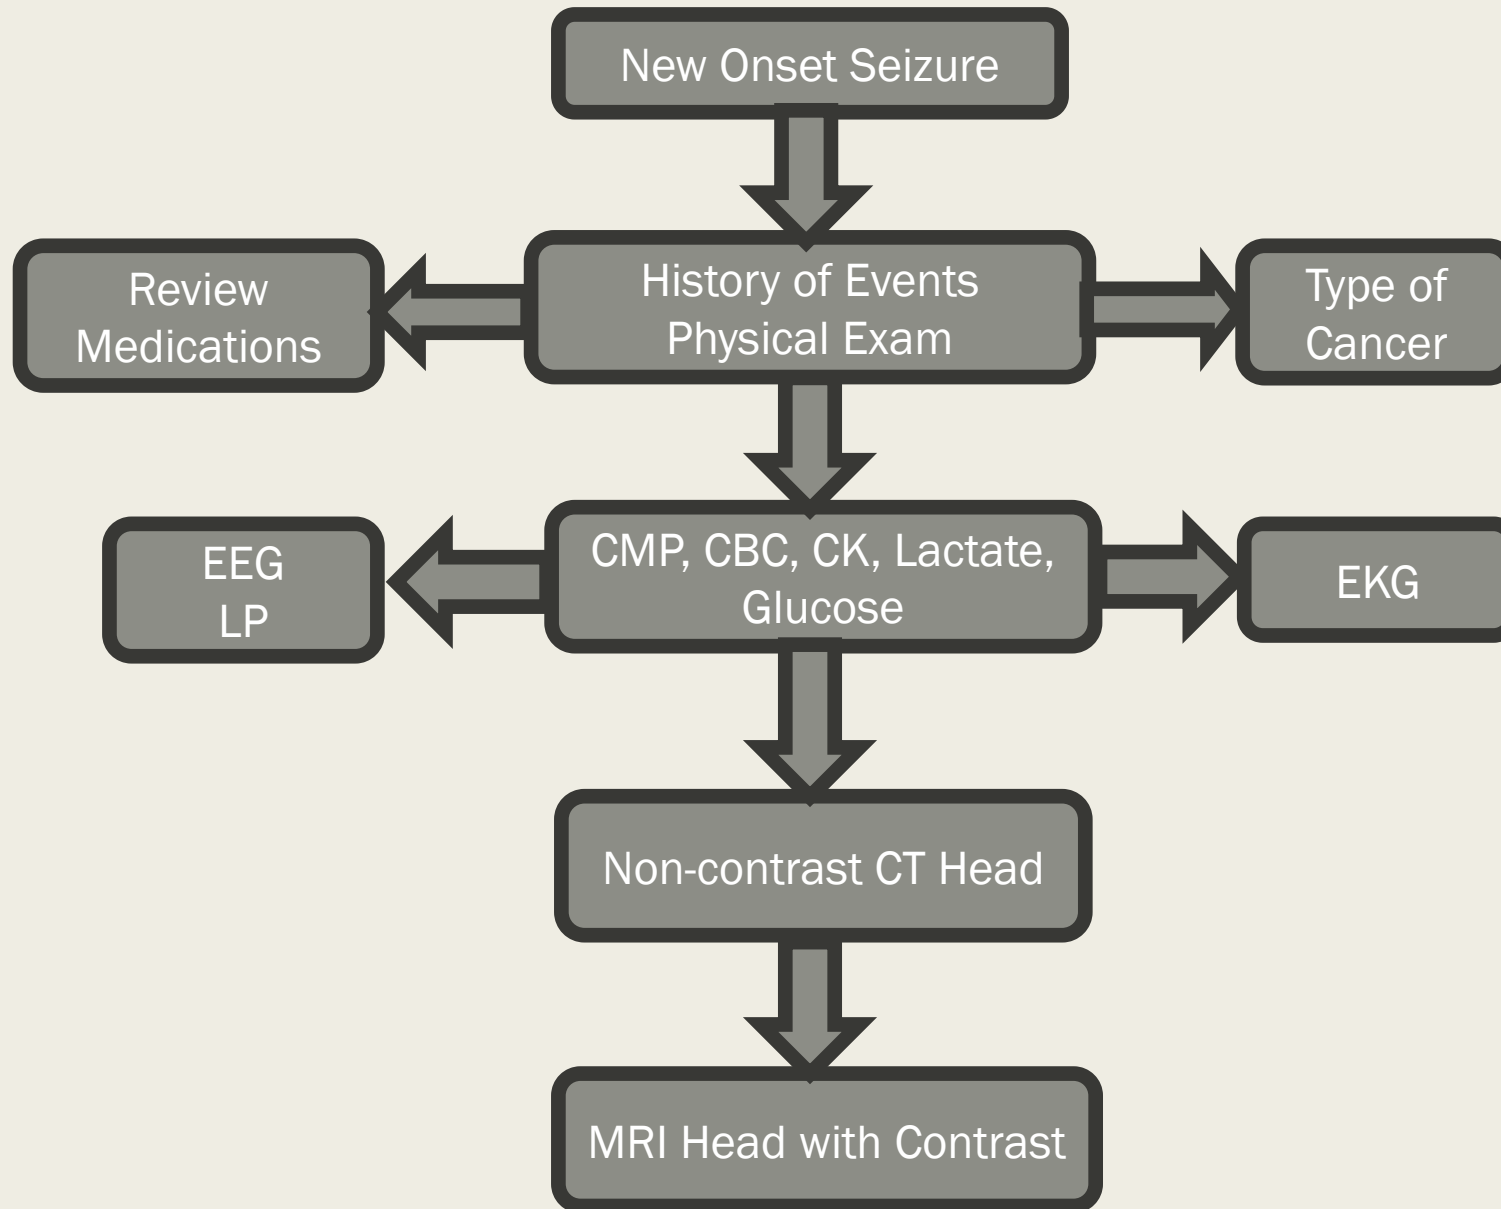 New Onset Seizure
Review
Medications
History of Events
Physical Exam
Type of
Cancer
EEG
LP
CMP, CBC, CK, Lactate,
Glucose
EKG
Non-contrast CT Head
MRI Head with Contrast